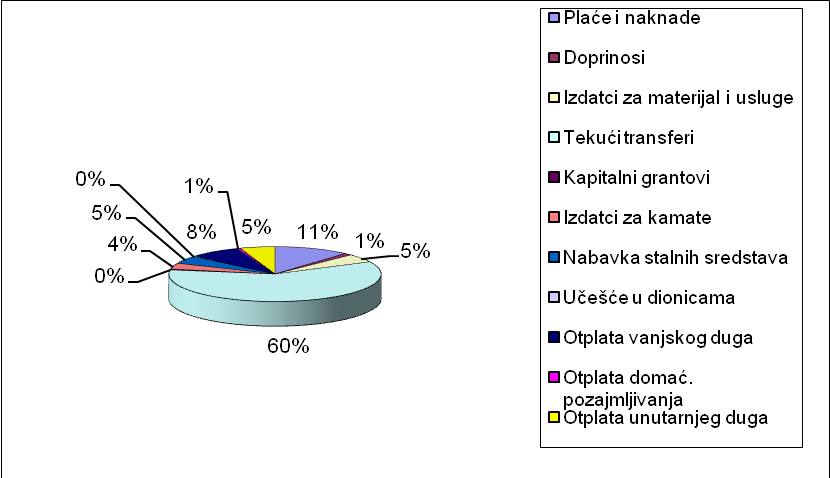 Plaće i naknade
Doprinosi
Izdatci za materijal i usluge
Tekući transferi
Kapitalni grantovi
Izdatci za kamate
Nabavka stalnih sredstava
Učešće u dionicama
Otplata vanjskog duga
Otplata domać.
pozajmljivanja
Otplata unutarnjeg duga
0%
1%
5%
8%
5%
11%
1%
5%
4%
0%
60%